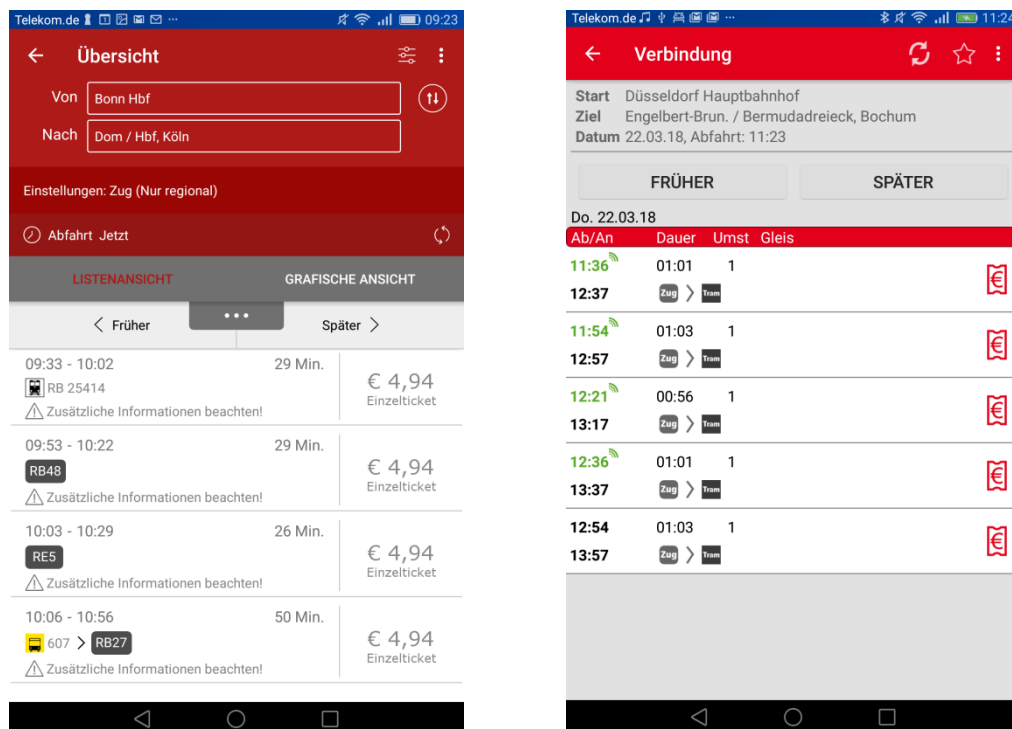 Telekom.de ... 09:23
Übersicht
Von Bonn Hbf
Nach Dom / Hbf, Köln
Einstellungen: Zug (Nur regional)
Abfahrt Jetzt
LISTENANSICHT GRAFISCHE ANSICHT
Früher Später
09:33 - 10:02 29 Min.
RB 25414 € 4,94
Einzelticket
Zusätzliche Informationen beachten!
09:53 - 10:22 29 Min.
RB48 € 4,94
Einzelticket
Zusätzliche Informationen beachten!
10:03 - 10:29 26 Min.
RE5 € 4,94
Einzelticket
Zusätzliche Informationen beachten!
10:06 - 10:56 50 Min.
607 > RB27 € 4,94
Einzelticket
Zusätzliche Informationen beachten!
Telekom.de ... 11:24
Verbindung
Start Düsseldorf Hauptbahnhof
Ziel Engelbert-Brun. / Bermudadreieck, Bochum
Datum 22.03.18, Abfahrt: 11:23
FRÜHER SPÄTER
Do. 22.03.18
Ab/An Dauer Umst Gleis
11:36 01:01 1
12:37 Zug > Tram €
11:54 01:03 1
12:57 Zug > Tram €
12:21 00:56 1
13:17 Zug > Tram €
12:36 01:01 1
13:37 Zug > Tram €
12:54 01:03 1
13:57 Zug > Tram €